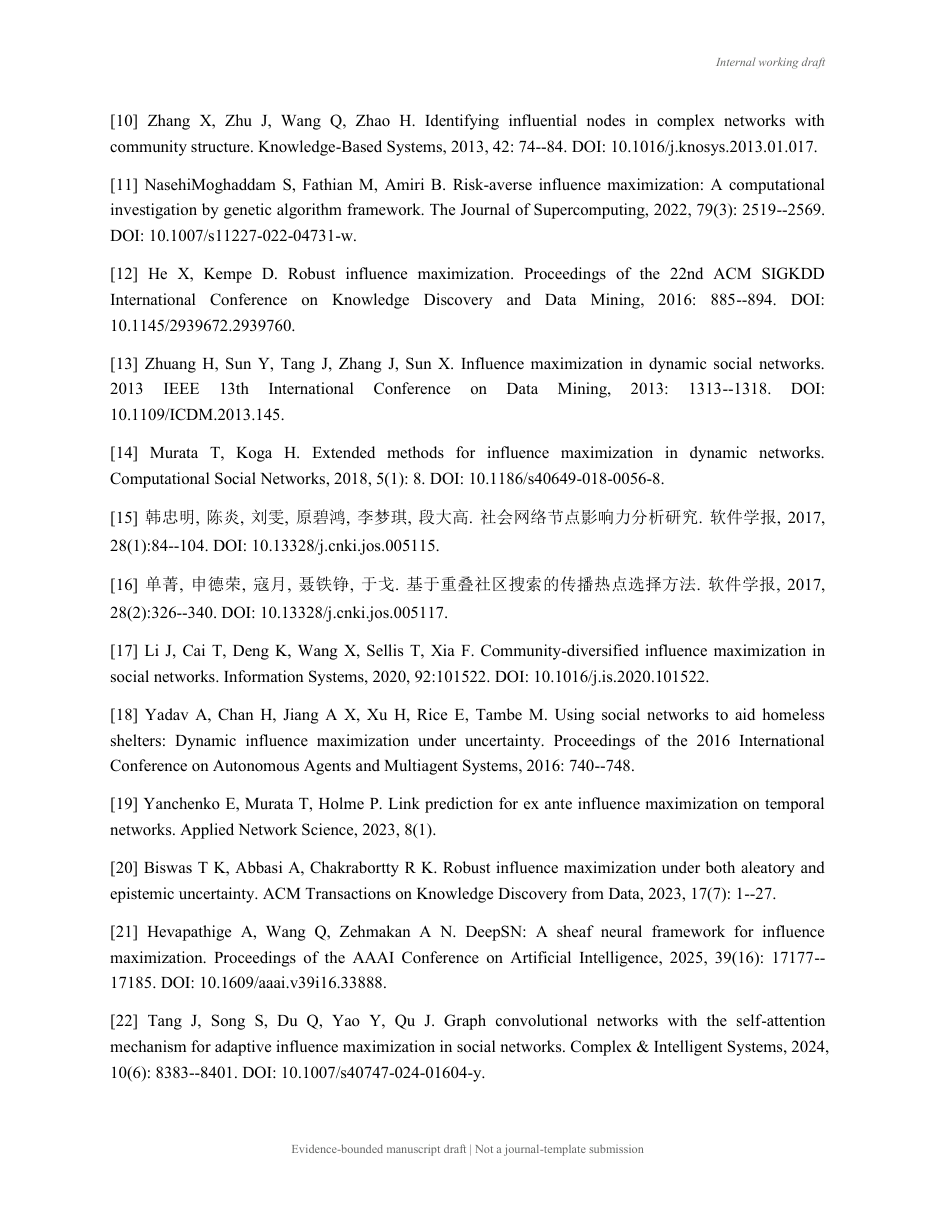 Internal working draft
[10] Zhang X, Zhu J, Wang Q, Zhao H. Identifying influential nodes in complex networks with
community structure. Knowledge-Based Systems, 2013, 42: 74--84. DOI: 10.1016/j.knosys.2013.01.017.
[11] NasehiMoghaddam S, Fathian M, Amiri B. Risk-averse influence maximization: A computational
investigation by genetic algorithm framework. The Journal of Supercomputing, 2022, 79(3): 2519--2569.
DOI: 10.1007/s11227-022-04731-w.
[12] He X, Kempe D. Robust influence maximization. Proceedings of the 22nd ACM SIGKDD
International Conference on Knowledge Discovery and Data Mining, 2016: 885--894. DOI:
10.1145/2939672.2939760.
[13] Zhuang H, Sun Y, Tang J, Zhang J, Sun X. Influence maximization in dynamic social networks.
2013 IEEE 13th International Conference on Data Mining, 2013: 1313--1318. DOI:
10.1109/ICDM.2013.145.
[14] Murata T, Koga H. Extended methods for influence maximization in dynamic networks.
Computational Social Networks, 2018, 5(1): 8. DOI: 10.1186/s40649-018-0056-8.
[15] 韩忠明, 陈炎, 刘雯, 原碧鸿, 李梦琪, 段大高. 社会网络节点影响力分析研究. 软件学报, 2017,
28(1):84--104. DOI: 10.13328/j.cnki.jos.005115.
[16] 单菁, 申德荣, 寇月, 聂铁铮, 于戈. 基于重叠社区搜索的传播热点选择方法. 软件学报, 2017,
28(2):326--340. DOI: 10.13328/j.cnki.jos.005117.
[17] Li J, Cai T, Deng K, Wang X, Sellis T, Xia F. Community-diversified influence maximization in
social networks. Information Systems, 2020, 92:101522. DOI: 10.1016/j.is.2020.101522.
[18] Yadav A, Chan H, Jiang A X, Xu H, Rice E, Tambe M. Using social networks to aid homeless
shelters: Dynamic influence maximization under uncertainty. Proceedings of the 2016 International
Conference on Autonomous Agents and Multiagent Systems, 2016: 740--748.
[19] Yanchenko E, Murata T, Holme P. Link prediction for ex ante influence maximization on temporal
networks. Applied Network Science, 2023, 8(1).
[20] Biswas T K, Abbasi A, Chakrabortty R K. Robust influence maximization under both aleatory and
epistemic uncertainty. ACM Transactions on Knowledge Discovery from Data, 2023, 17(7): 1--27.
[21] Hevapathige A, Wang Q, Zehmakan A N. DeepSN: A sheaf neural framework for influence
maximization. Proceedings of the AAAI Conference on Artificial Intelligence, 2025, 39(16): 17177--
17185. DOI: 10.1609/aaai.v39i16.33888.
[22] Tang J, Song S, Du Q, Yao Y, Qu J. Graph convolutional networks with the self-attention
mechanism for adaptive influence maximization in social networks. Complex & Intelligent Systems, 2024,
10(6): 8383--8401. DOI: 10.1007/s40747-024-01604-y.
Evidence-bounded manuscript draft | Not a journal-template submission